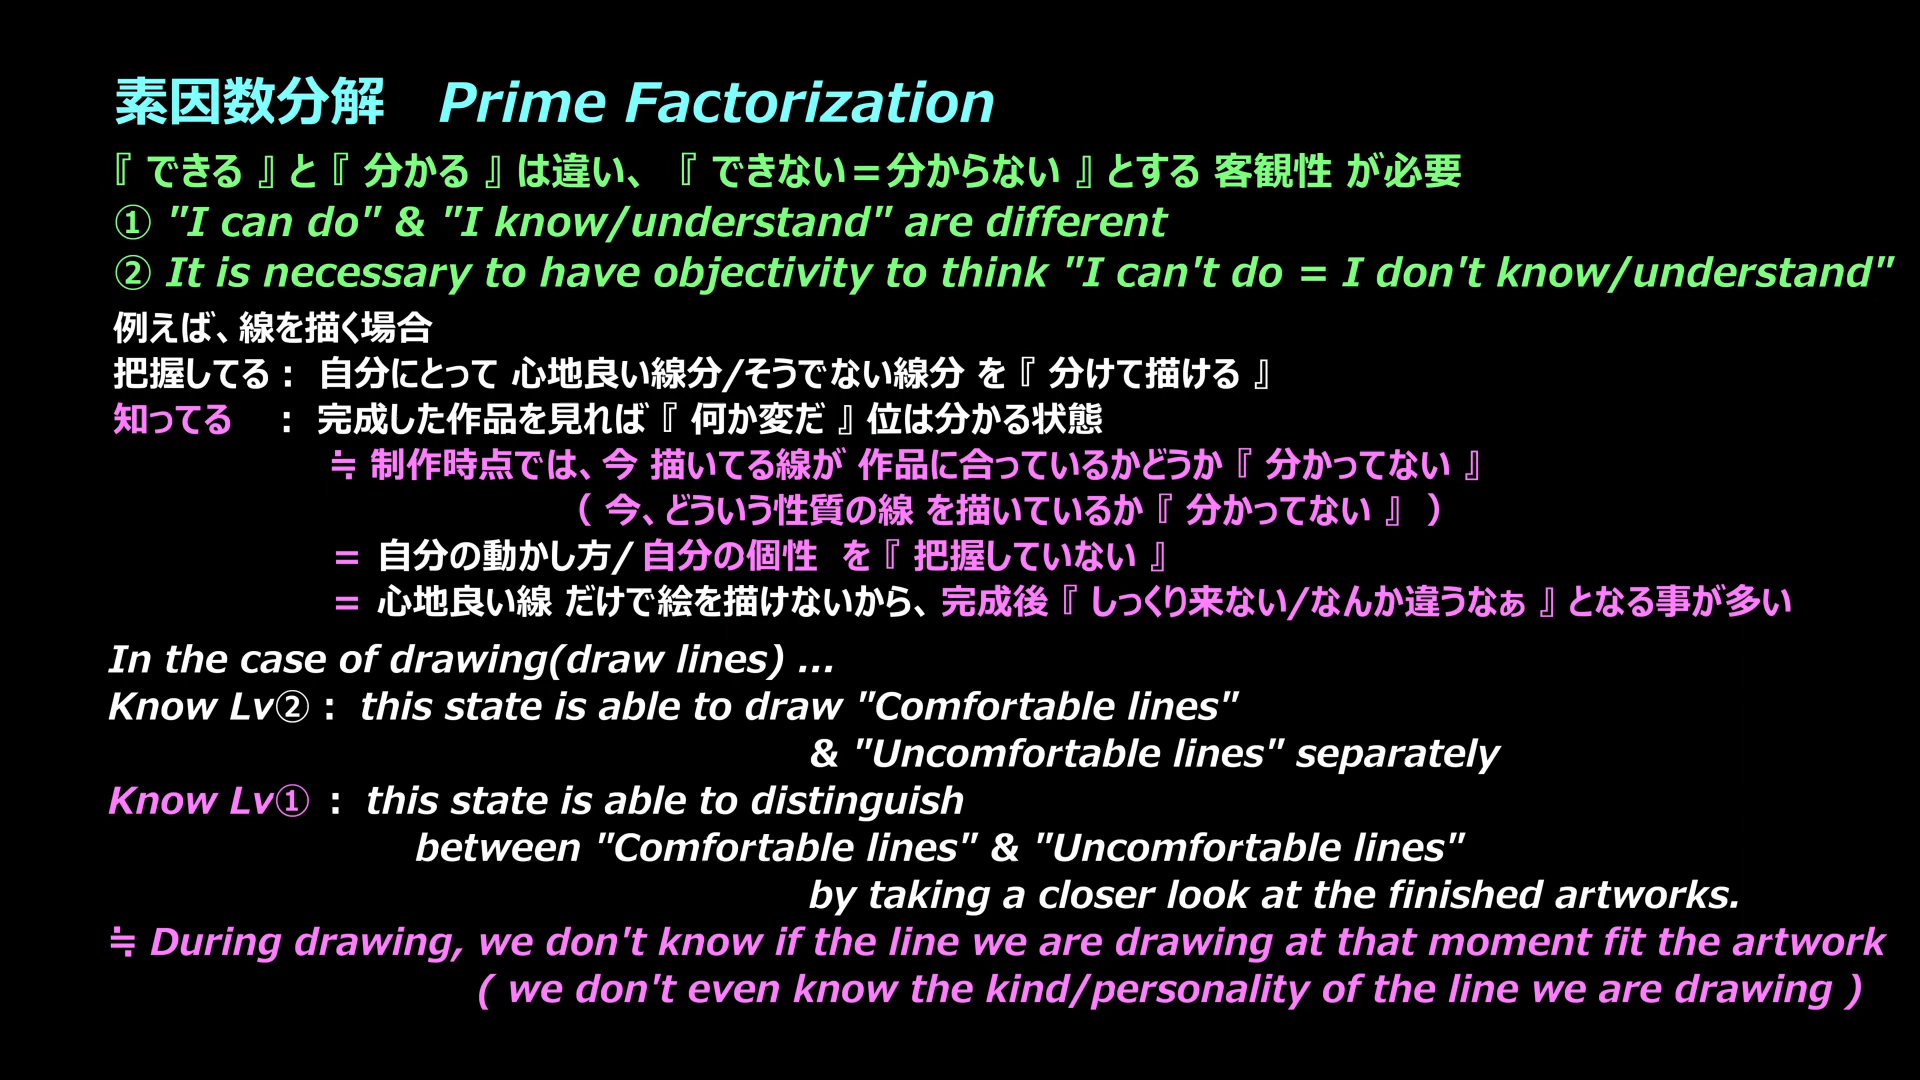 素因数分解　Prime Factorization
『 できる 』 と 『 分かる 』 は違い、 『 できない＝分からない 』 とする 客観性 が必要
① "I can do" & "I know/understand" are different
② It is necessary to have objectivity to think "I can't do = I don't know/understand"
例えば、線を描く場合
把握してる： 自分にとって 心地良い線分/そうでない線分 を 『 分けて描ける 』
知ってる ： 完成した作品を見れば 『 何か変だ 』 位は分かる状態
≒ 制作時点では、今 描いてる線が 作品に合っているかどうか 『 分かってない 』
（ 今、どういう性質の線 を描いているか 『 分かってない 』 ）
＝ 自分の動かし方/自分の個性 を 『 把握していない 』
＝ 心地良い線 だけで絵を描けないから、完成後 『 しっくり来ない/なんか違うなぁ 』 となる事が多い
In the case of drawing(draw lines) ...
Know Lv② : this state is able to draw "Comfortable lines"
& "Uncomfortable lines" separately
Know Lv① : this state is able to distinguish
between "Comfortable lines" & "Uncomfortable lines"
by taking a closer look at the finished artworks.
≒ During drawing, we don't know if the line we are drawing at that moment fit the artwork
( we don't even know the kind/personality of the line we are drawing )